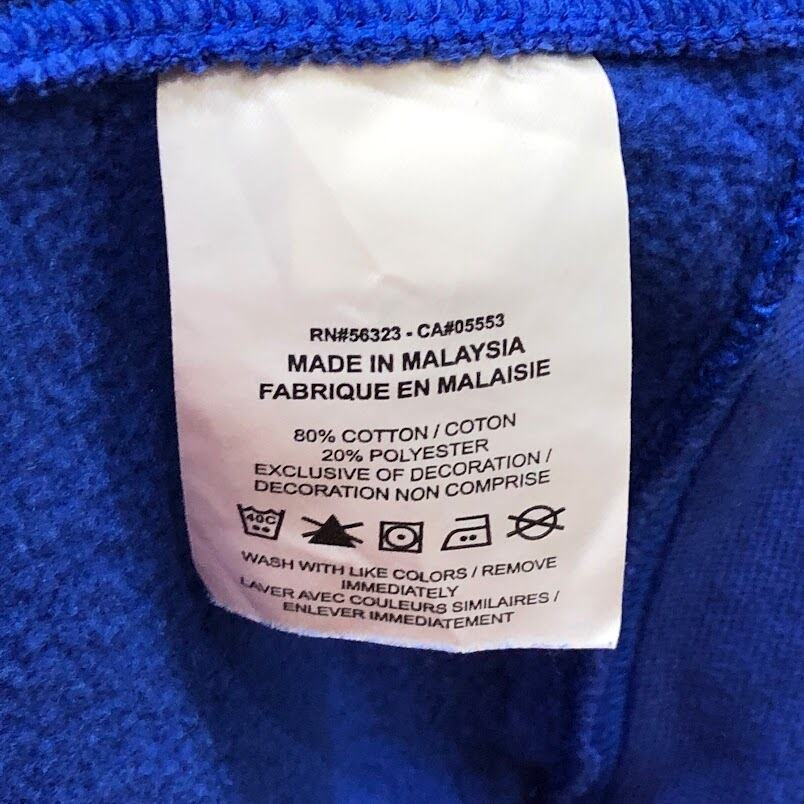 RN#56323 - CA#05553
MADE IN MALAYSIA
FABRIQUE EN MALAISIE
80% COTTON / COTON
20% POLYESTER
EXCLUSIVE OF DECORATION /
DECORATION NON COMPRISE
40C
WASH WITH LIKE COLORS / REMOVE
IMMEDIATELY
LAVER AVEC COULEURS SIMILAIRES /
ENLEVER IMMEDIATEMENT